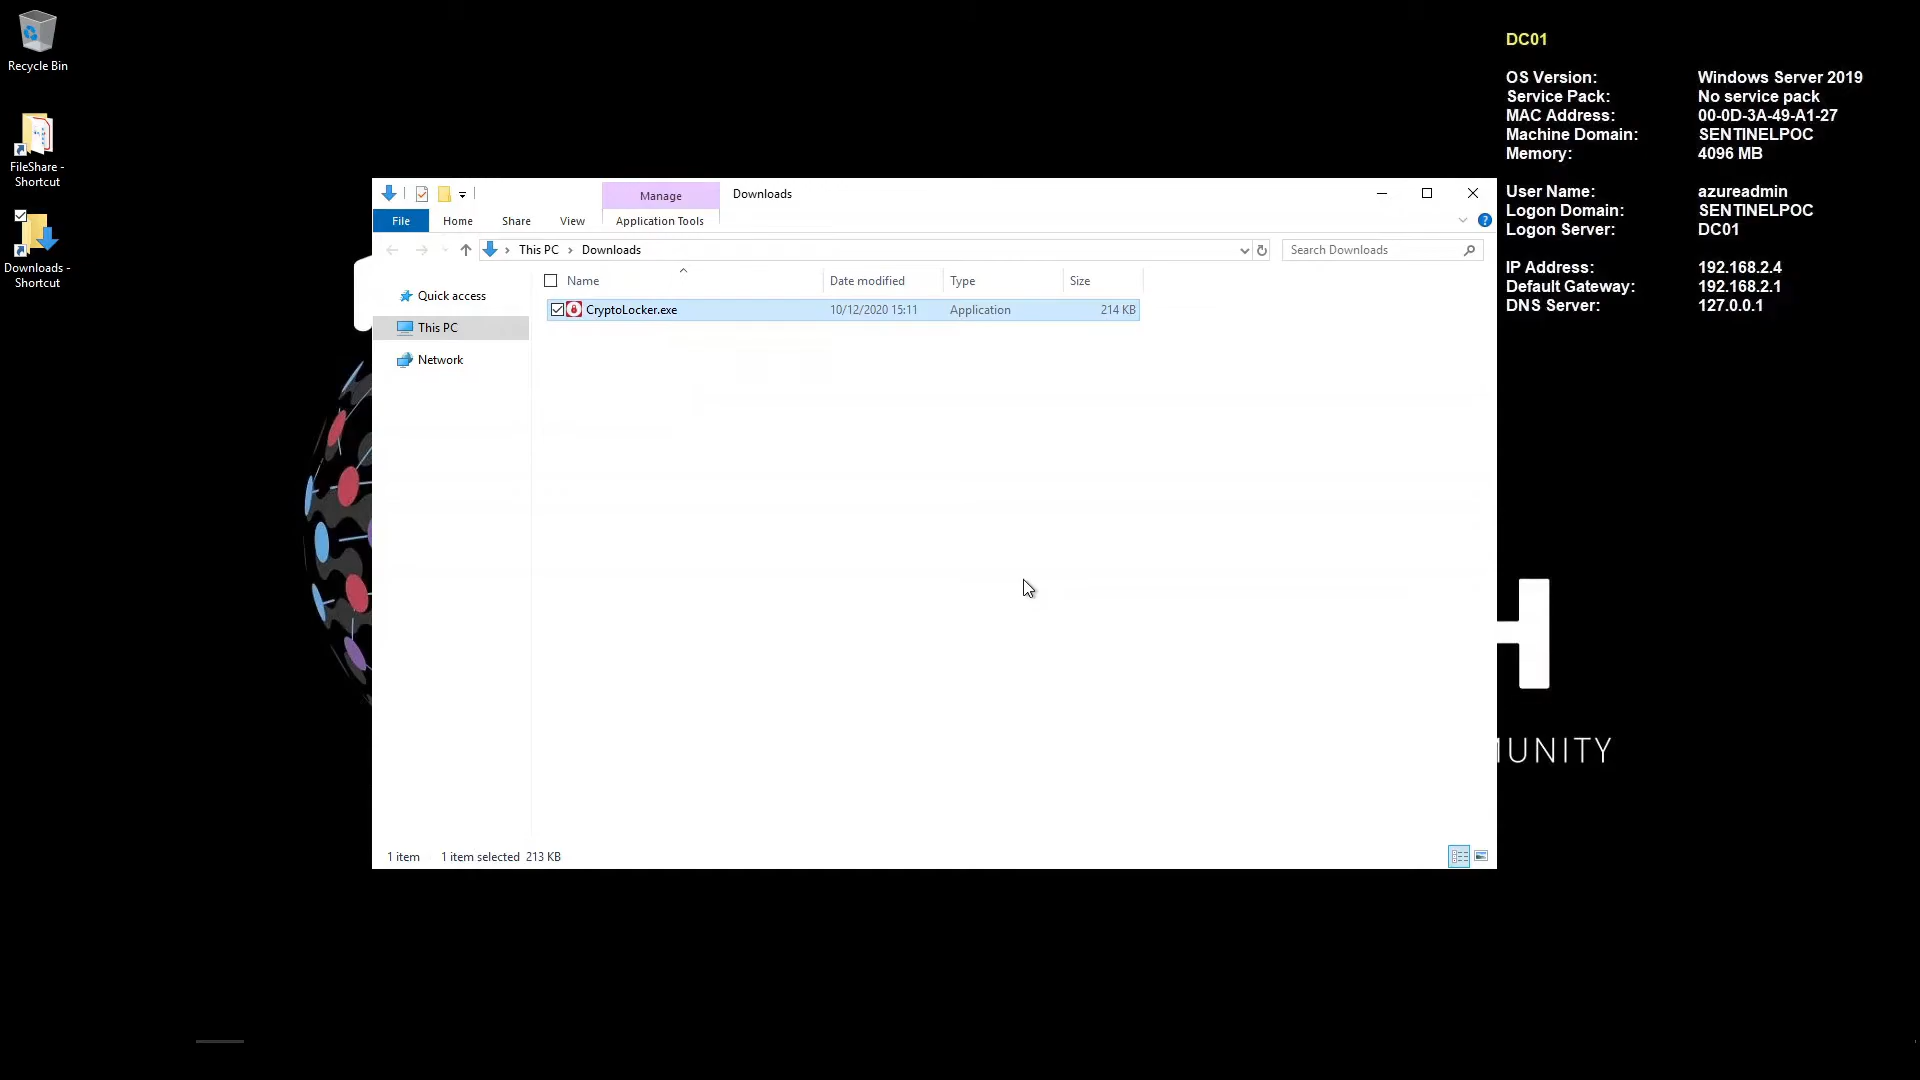 Recycle Bin
FileShare -
Shortcut
Downloads -
Shortcut
DC01
OS Version: Windows Server 2019
Service Pack: No service pack
MAC Address: 00-0D-3A-49-A1-27
Machine Domain: SENTINELPOC
Memory: 4096 MB
User Name: azureadmin
Logon Domain: SENTINELPOC
Logon Server: DC01
IP Address: 192.168.2.4
Default Gateway: 192.168.2.1
DNS Server: 127.0.0.1
Manage Downloads
File Home Share View Application Tools
This PC > Downloads
Search Downloads
Name Date modified Type Size
CryptoLocker.exe 10/12/2020 15:11 Application 214 KB
Quick access
This PC
Network
1 item 1 item selected 213 KB
H
UNITY